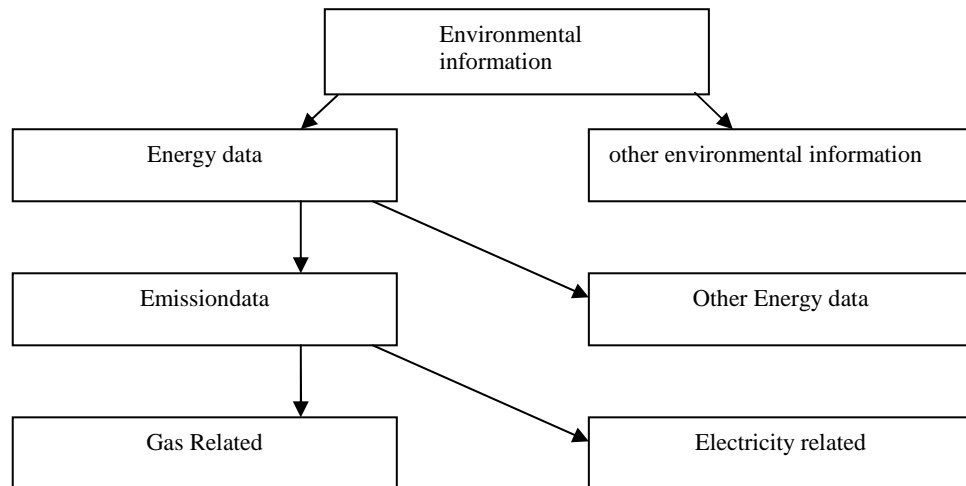 Environmental
information
Energy data
other environmental information
Emissiondata
Other Energy data
Gas Related
Electricity related